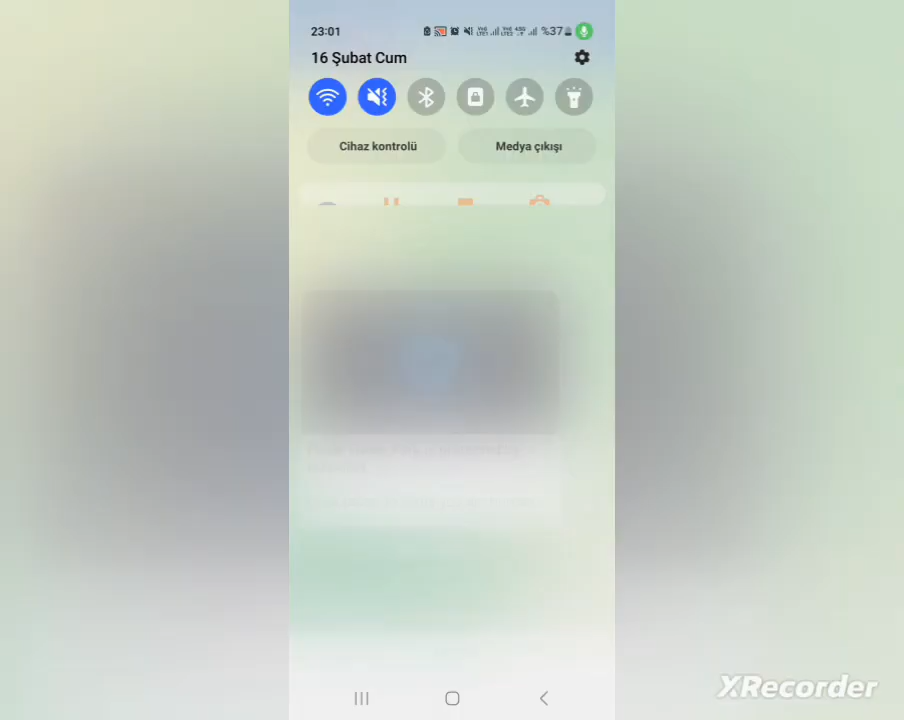 23:01
%37
16 Şubat Cum
Cihaz kontrolü
Medya çıkışı
XRecorder